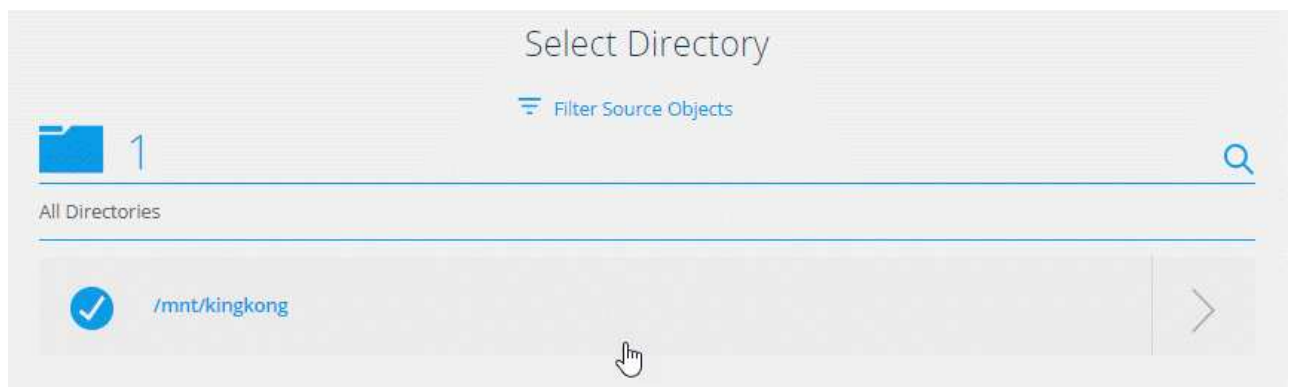 Select Directory
Filter Source Objects
1
All Directories
/mnt/kingkong